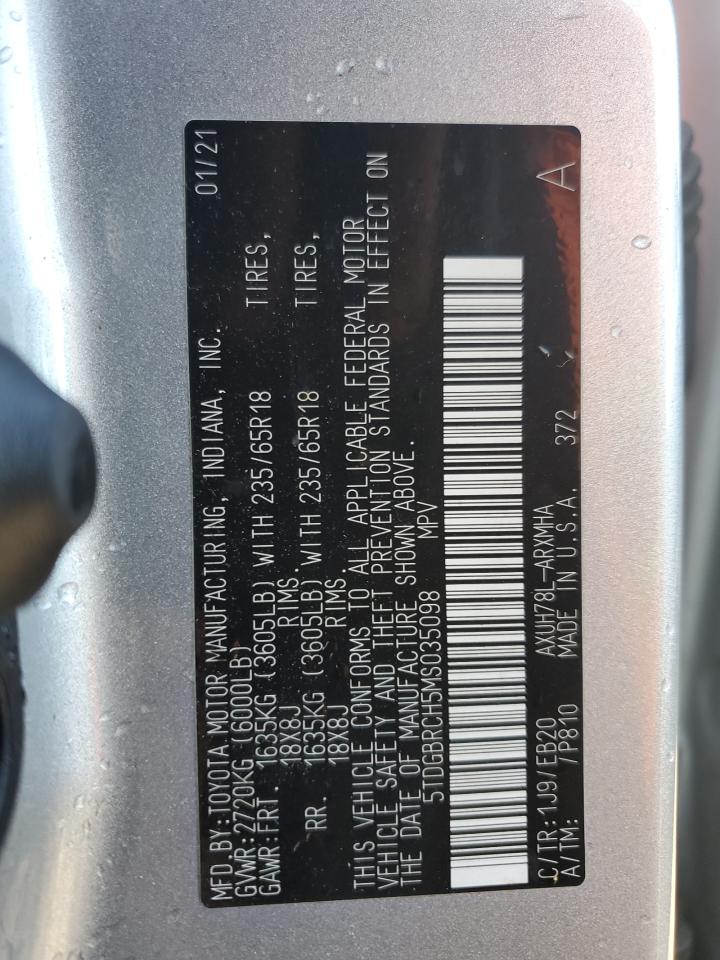 MFD.BY:TOYOTA MOTOR MANUFACTURING, INDIANA, INC. 01/21
GVWR:2720KG (6000LB)
GAWR:FRT. 1635KG (3605LB) WITH 235/65R18 TIRES,
18X8J RIMS.
RR. 1635KG (3605LB).WITH 235/65R18 TIRES,
18X8J RIMS.
THIS VEHICLE CONFORMS TO ALL APPLICABLE FEDERAL MOTOR
VEHICLE SAFETY AND THEFT PREVENTION STANDARDS IN EFFECT ON
THE DATE OF MANUFACTURE SHOWN ABOVE.
5TDGBRCH5MS035098 MPV
C/TR:1J9/EB20 AXUH78L-ARXMHA 372 A
A/TM: /P810 MADE IN U.S.A.